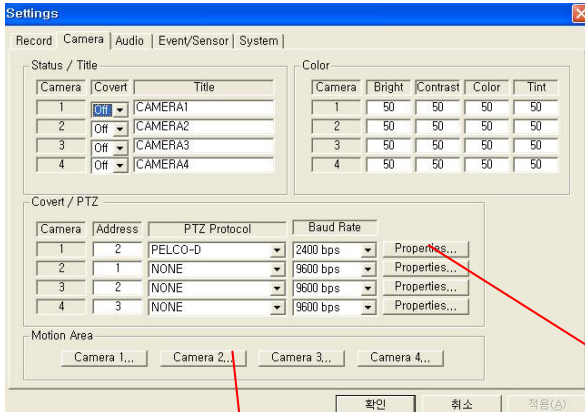 Settings
Record Camera Audio Event/Sensor System
Status / Title
Camera Covert Title
1 Off CAMERA1
2 Off CAMERA2
3 Off CAMERA3
4 Off CAMERA4
Color
Camera Bright Contrast Color Tint
1 50 50 50 50
2 50 50 50 50
3 50 50 50 50
4 50 50 50 50
Covert / PTZ
Camera Address PTZ Protocol Baud Rate
1 2 PELCO-D 2400 bps Properties...
2 1 NONE 9600 bps Properties...
3 2 NONE 9600 bps Properties...
4 3 NONE 9600 bps Properties...
Motion Area
Camera 1... Camera 2... Camera 3... Camera 4...
확인 취소 적용(A)